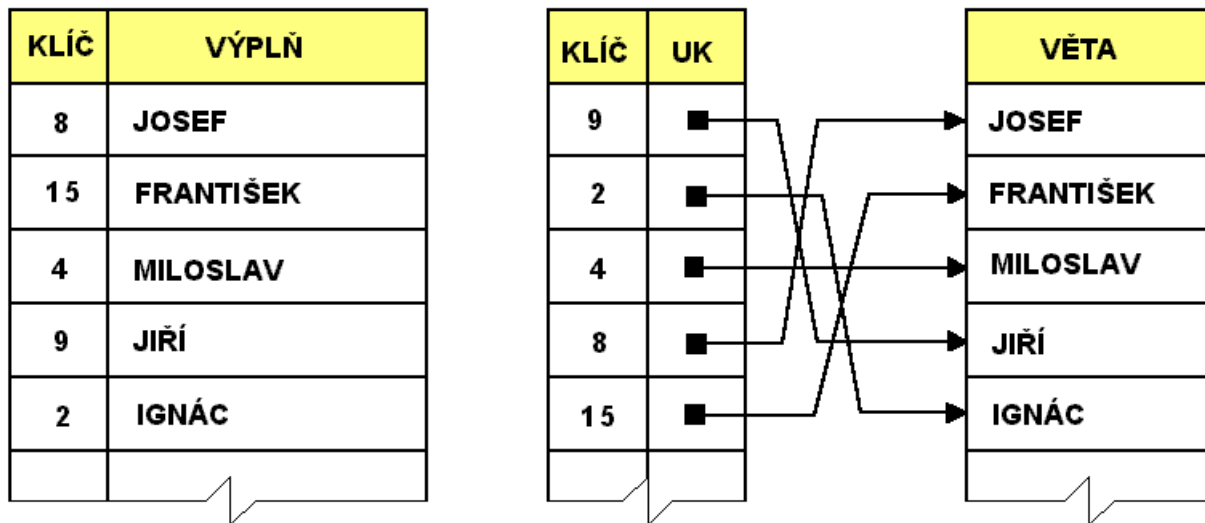 KLÍČ VÝPLŇ
8 JOSEF
15 FRANTIŠEK
4 MILOSLAV
9 JIŘÍ
2 IGNÁC
KLÍČ UK
9
2
4
8
15
VĚTA
JOSEF
FRANTIŠEK
MILOSLAV
JIŘÍ
IGNÁC